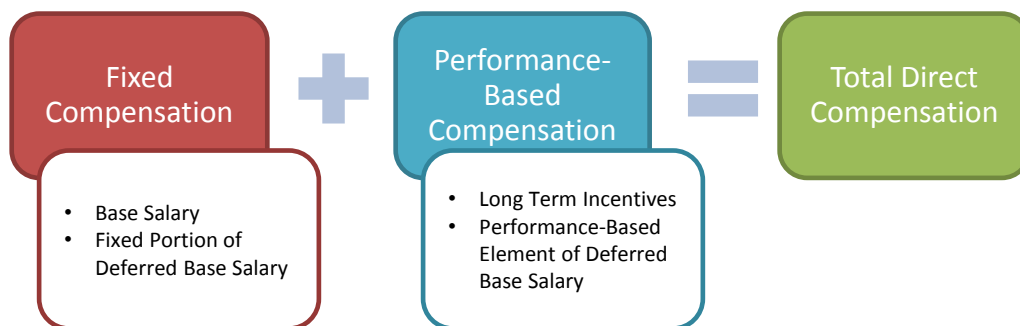 Fixed
Compensation
• Base Salary
• Fixed Portion of
Deferred Base Salary
Performance-
Based
Compensation
• Long Term Incentives
• Performance-Based
Element of Deferred
Base Salary
Total Direct
Compensation